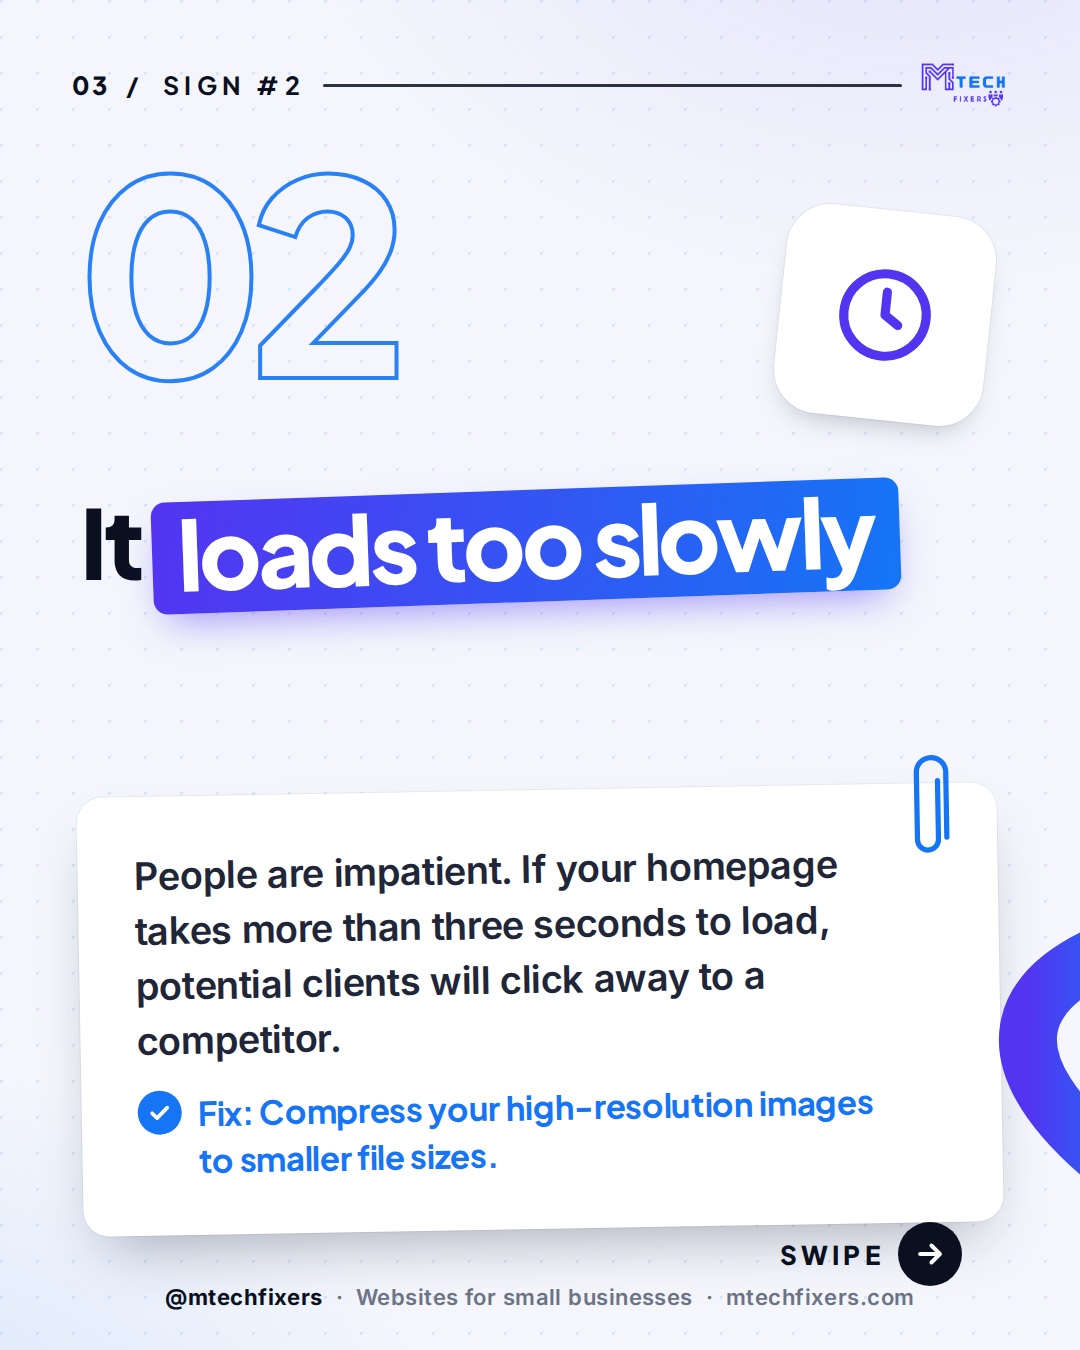 03 / SIGN #2
MTECH
FIXERS
02
It loads too slowly
People are impatient. If your homepage
takes more than three seconds to load,
potential clients will click away to a
competitor.
Fix: Compress your high-resolution images
to smaller file sizes.
SWIPE
@mtechfixers · Websites for small businesses · mtechfixers.com